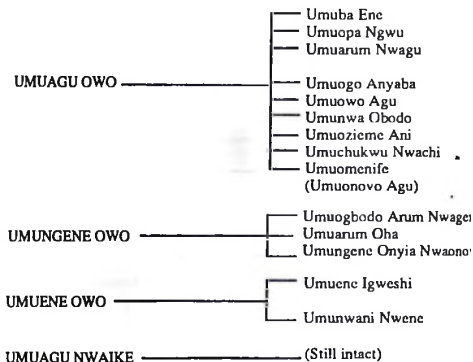 Umuba Ene
Umuopa Ngwu
Umuarum Nwagu
UMUAGU OWO
Umuogo Anyaba
Umuowo Agu
Umunwa Obodo
Umuozieme Ani
Umuchukwu Nwachi
Umuomenife
(Umuonovo Agu)
UMUNGENE OWO
Umuogbodo Arum
Umuarum Oha
Umungene Onyia
UMUENE OWO
Umuene Igweshi
Umunwani Nwene
UMUAGU NWAIKE
(Still intact)